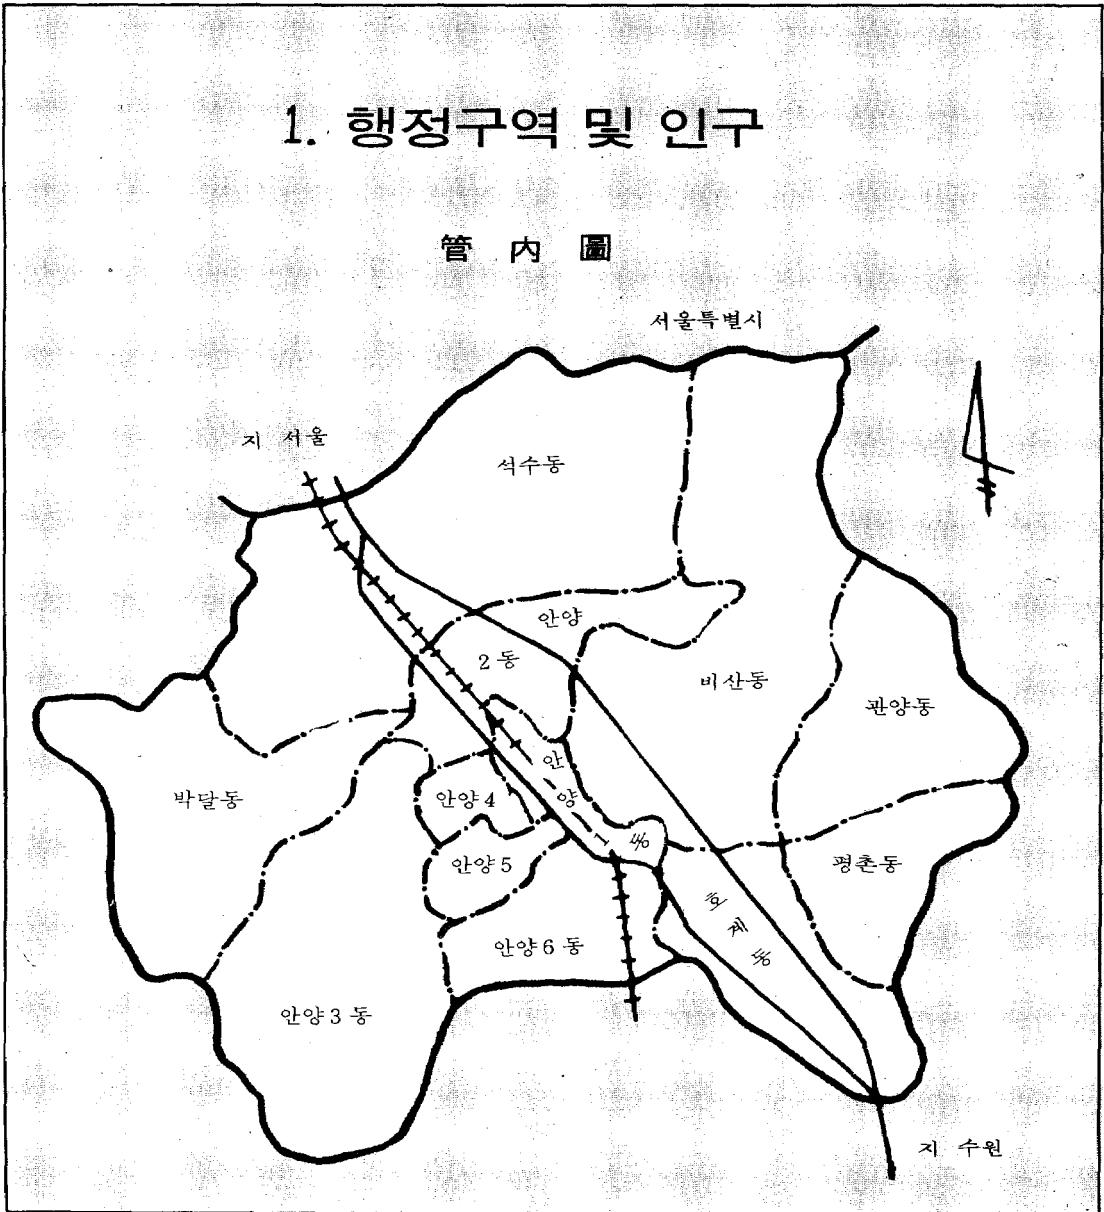 1. 행정구역 및 인구
管 内 圖
서울특별시
지 서울
석수동
안양
2 동
비산동
관양동
안
양
1
동
박달동
안양 4
안양 5
평촌동
호
계
동
안양 6 동
안양 3 동
지 수원